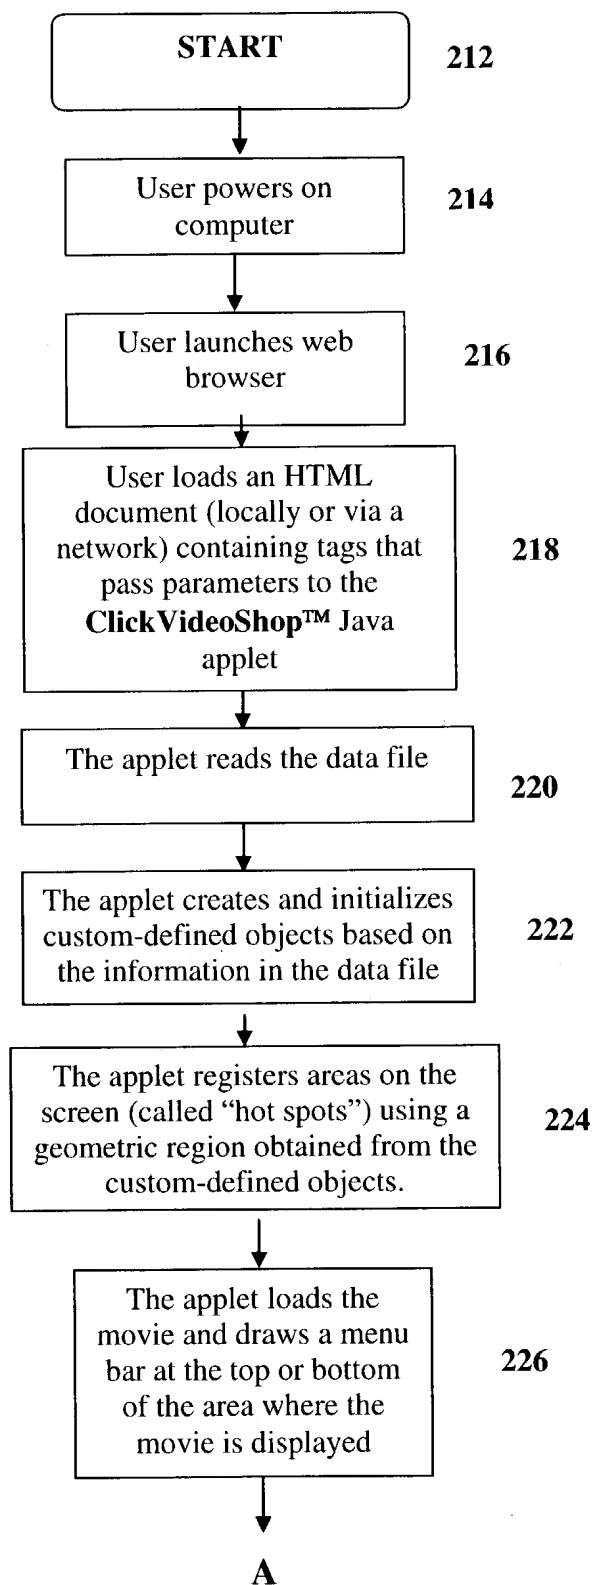 START
212
User powers on
computer
214
User launches web
browser
216
User loads an HTML
document (locally or via a
network) containing tags that
pass parameters to the
ClickVideoShop™ Java
applet
218
The applet reads the data file
220
The applet creates and initializes
custom-defined objects based on
the information in the data file
222
The applet registers areas on the
screen (called “hot spots”) using a
geometric region obtained from the
custom-defined objects.
224
The applet loads the
movie and draws a menu
bar at the top or bottom
of the area where the
movie is displayed
226
A